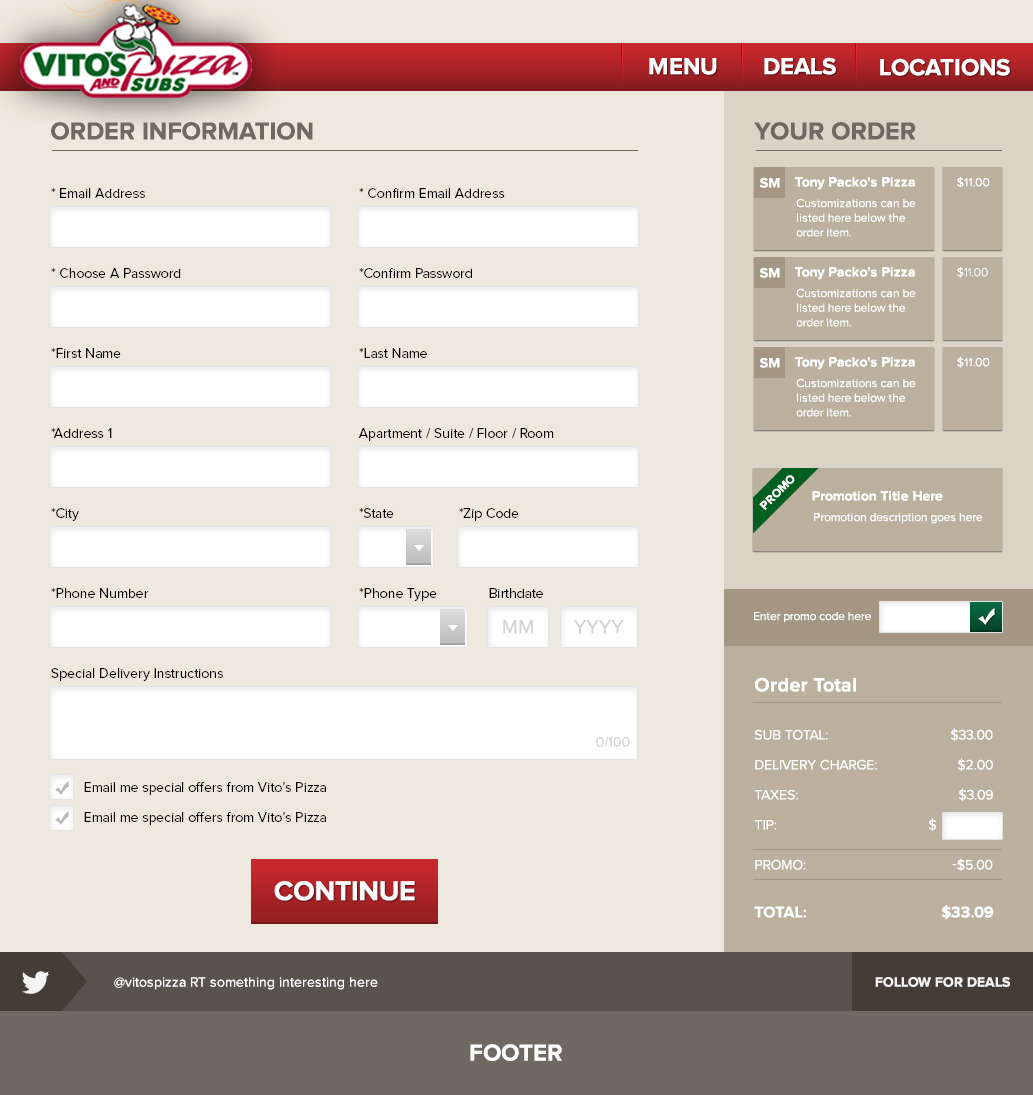 VITO'S Pizza
AND SUBS
MENU
DEALS
LOCATIONS
ORDER INFORMATION
* Email Address
* Confirm Email Address
* Choose A Password
*Confirm Password
*First Name
*Last Name
*Address 1
Apartment / Suite / Floor / Room
*City
*State
*Zip Code
*Phone Number
*Phone Type
Birthdate
MM
YYYY
Special Delivery Instructions
0/100
Email me special offers from Vito's Pizza
Email me special offers from Vito's Pizza
CONTINUE
YOUR ORDER
SM
Tony Packo's Pizza
$11.00
Customizations can be
listed here below the
order item.
SM
Tony Packo's Pizza
$11.00
Customizations can be
listed here below the
order item.
SM
Tony Packo's Pizza
$11.00
Customizations can be
listed here below the
order item.
PROMO
Promotion Title Here
Promotion description goes here
Enter promo code here
Order Total
SUB TOTAL: $33.00
DELIVERY CHARGE: $2.00
TAXES: $3.09
TIP: $
PROMO: -$5.00
TOTAL: $33.09
@vitospizza RT something interesting here
FOLLOW FOR DEALS
FOOTER